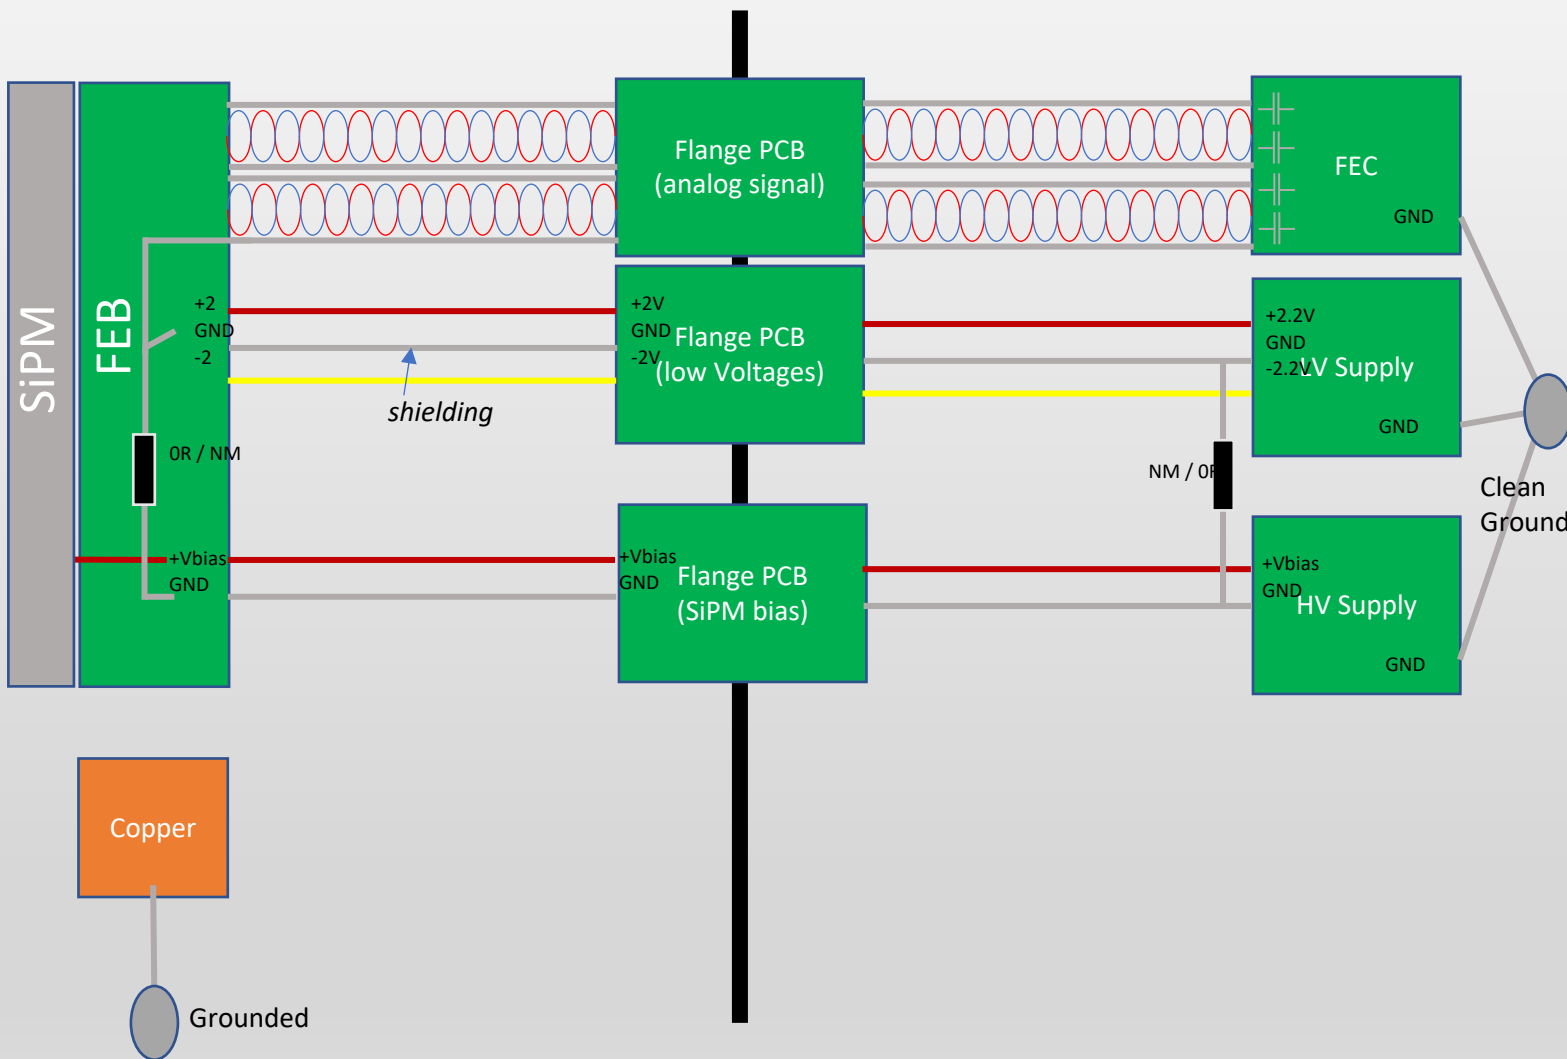 SiPM
FEB
+2
GND
-2
0R / NM
+Vbias
GND
shielding
Flange PCB
(analog signal)
+2V
GND
-2V
Flange PCB
(low Voltages)
+Vbias
GND
Flange PCB
(SiPM bias)
FEC
GND
+2.2V
GND
-2.2V
LV Supply
GND
NM / 0R
+Vbias
GND
HV Supply
GND
Clean
Ground
Copper
Grounded